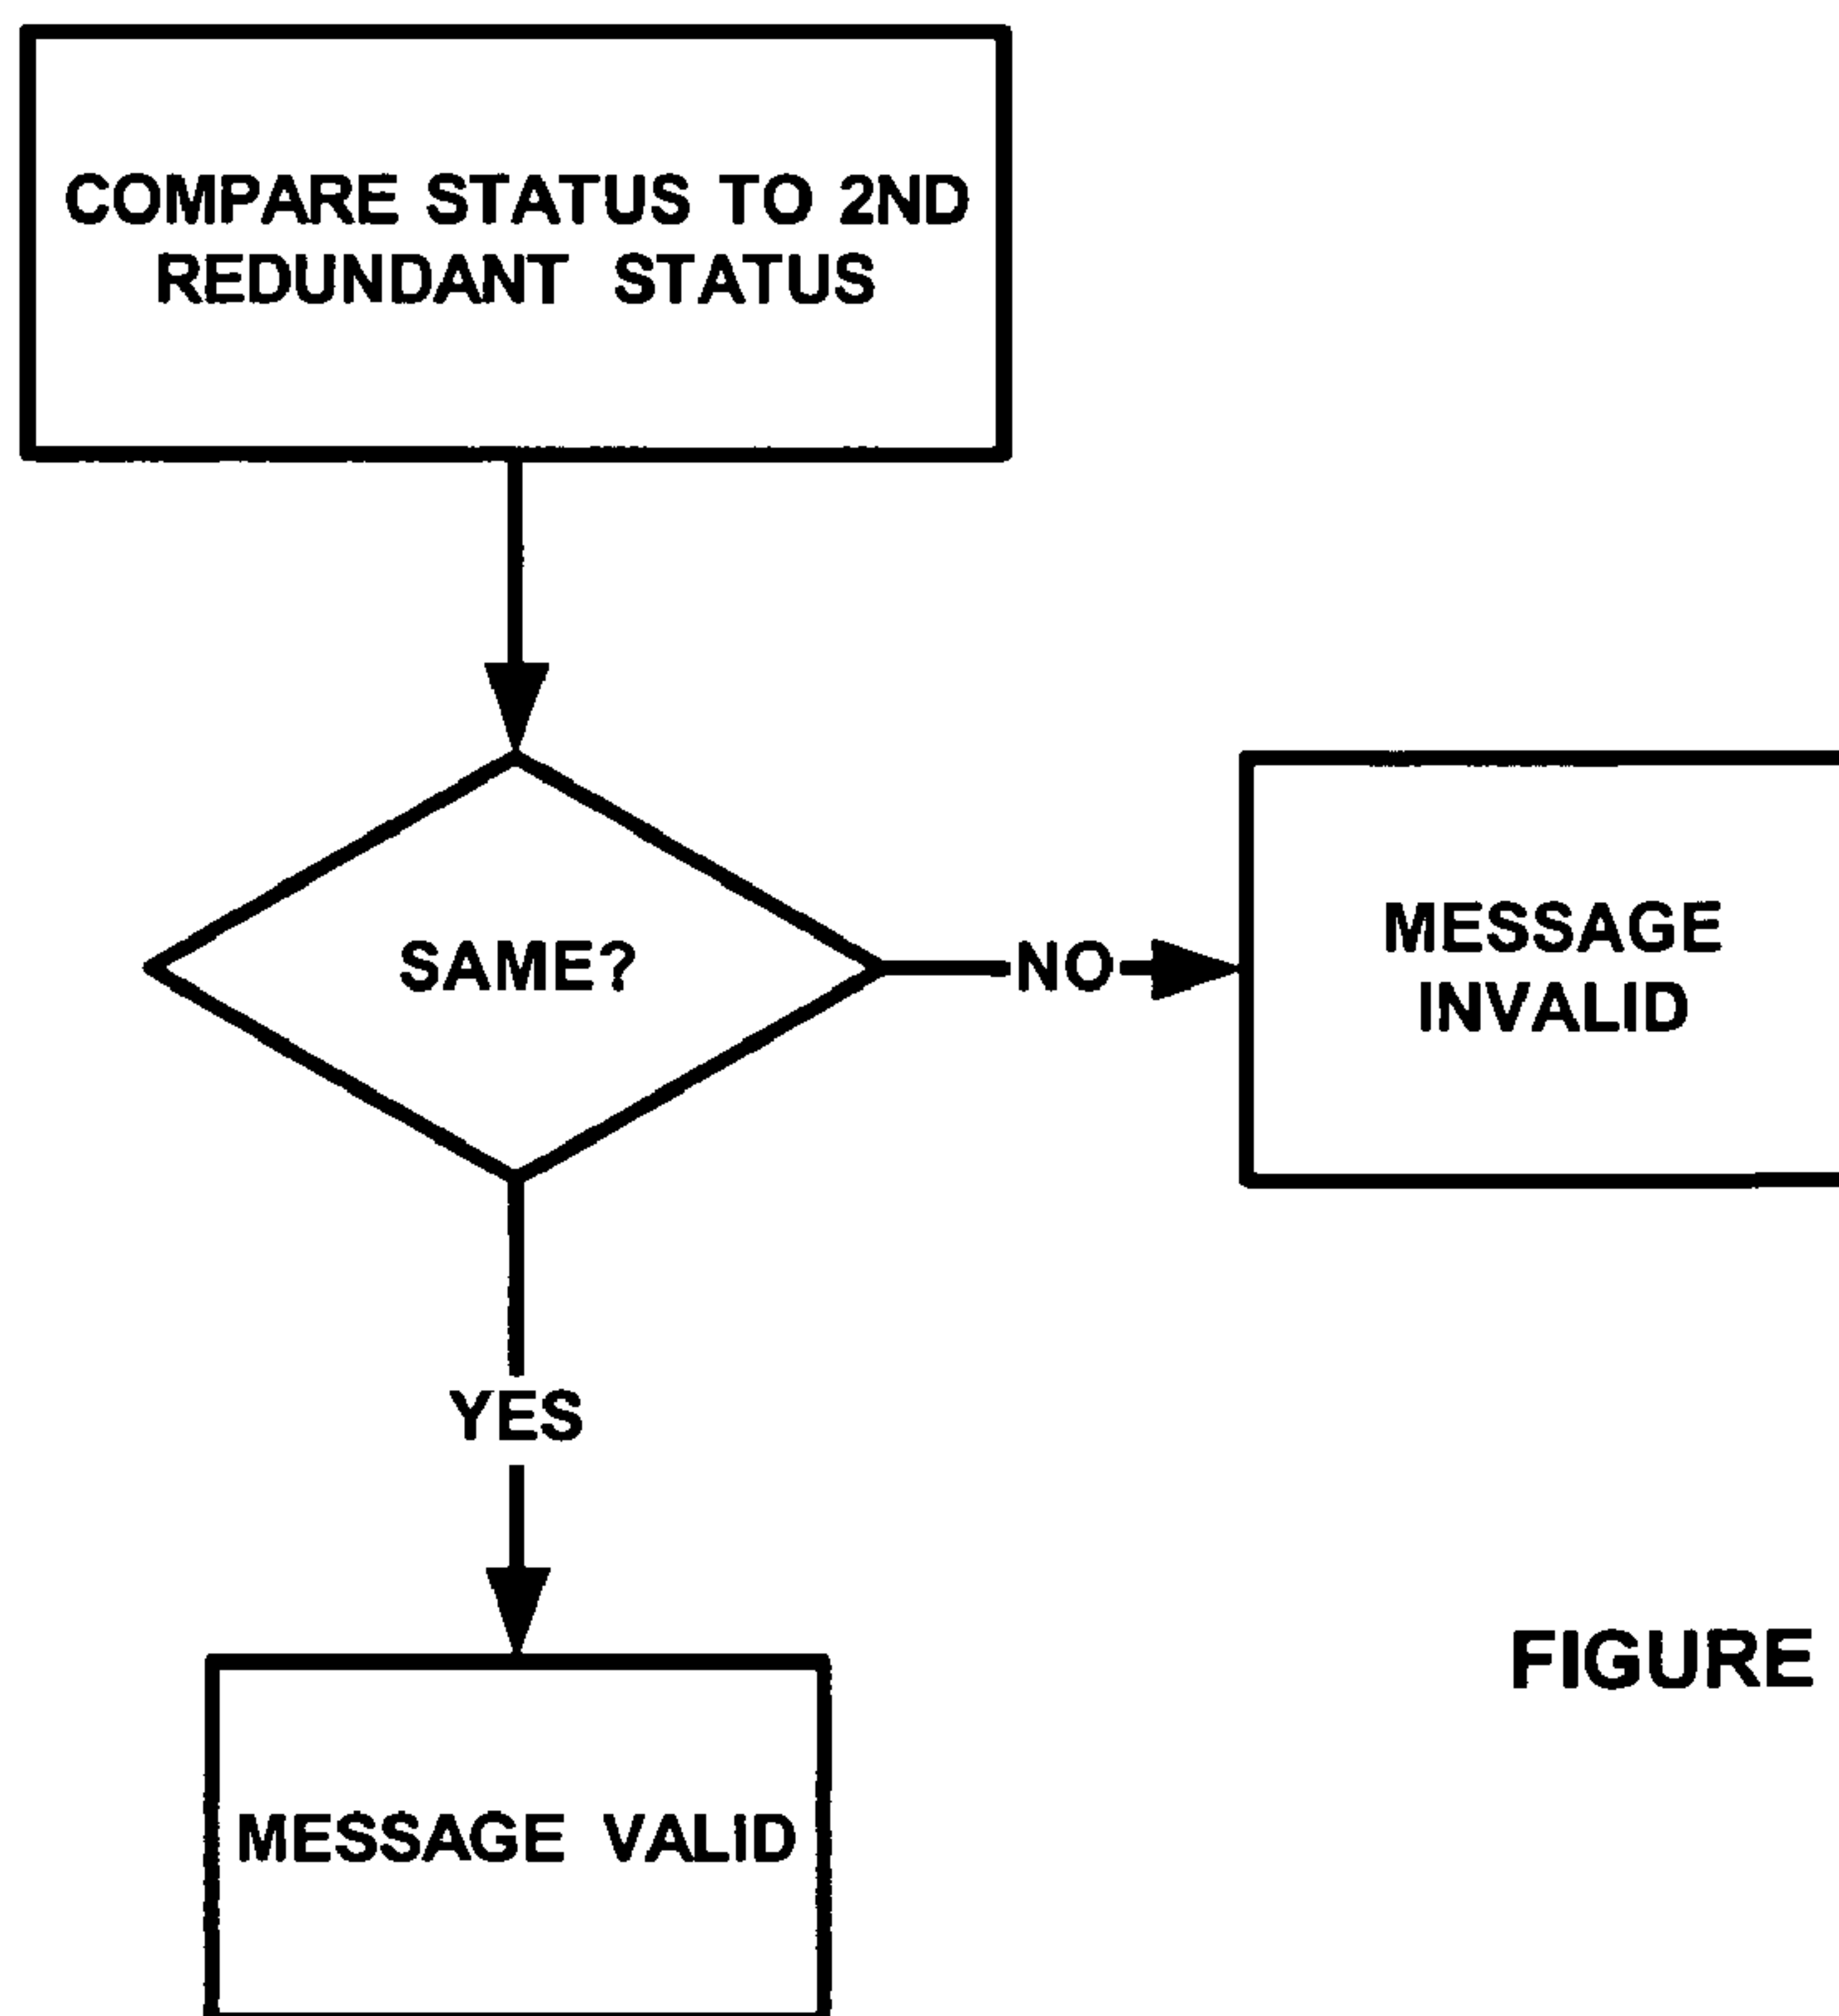 COMPARE STATUS TO 2ND
REDUNDANT STATUS
SAME?
NO
MESSAGE
INVALID
YES
FIGURE
MESSAGE VALID